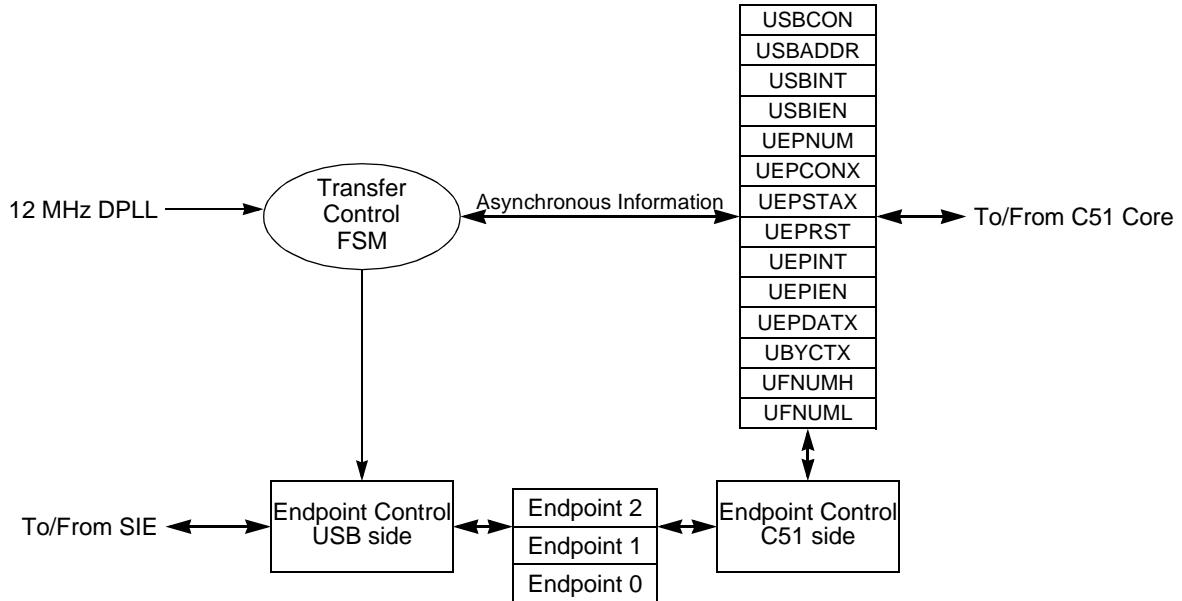 USBCON
USBADDR
USBINT
USBIEN
UEPNUM
UEPCONX
UEPSTAX
UEPRST
UEPINT
UEPIEN
UEPDATX
UBYCTX
UFNUMH
UFNUML
12 MHz DPLL
Transfer
Control
FSM
Asynchronous Information
To/From C51 Core
To/From SIE
Endpoint Control
USB side
Endpoint 2
Endpoint 1
Endpoint 0
Endpoint Control
C51 side